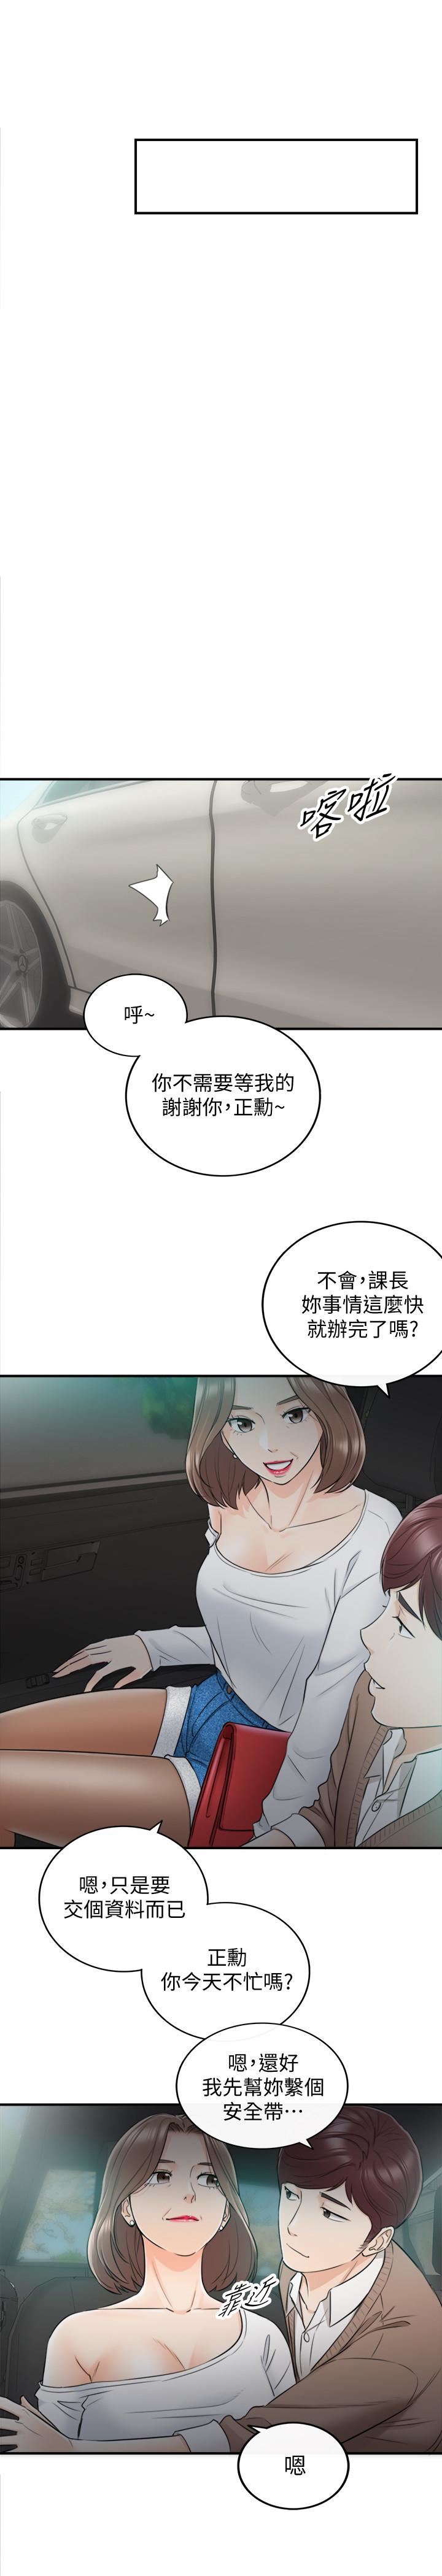 喀啦
呼~
你不需要等我的
謝謝你,正勳~
不會,課長
妳事情這麼快
就辦完了嗎?
嗯,只是要
交個資料而已
正勳
你今天不忙嗎?
嗯,還好
我先幫妳繫個
安全帶…
靠近
嗯